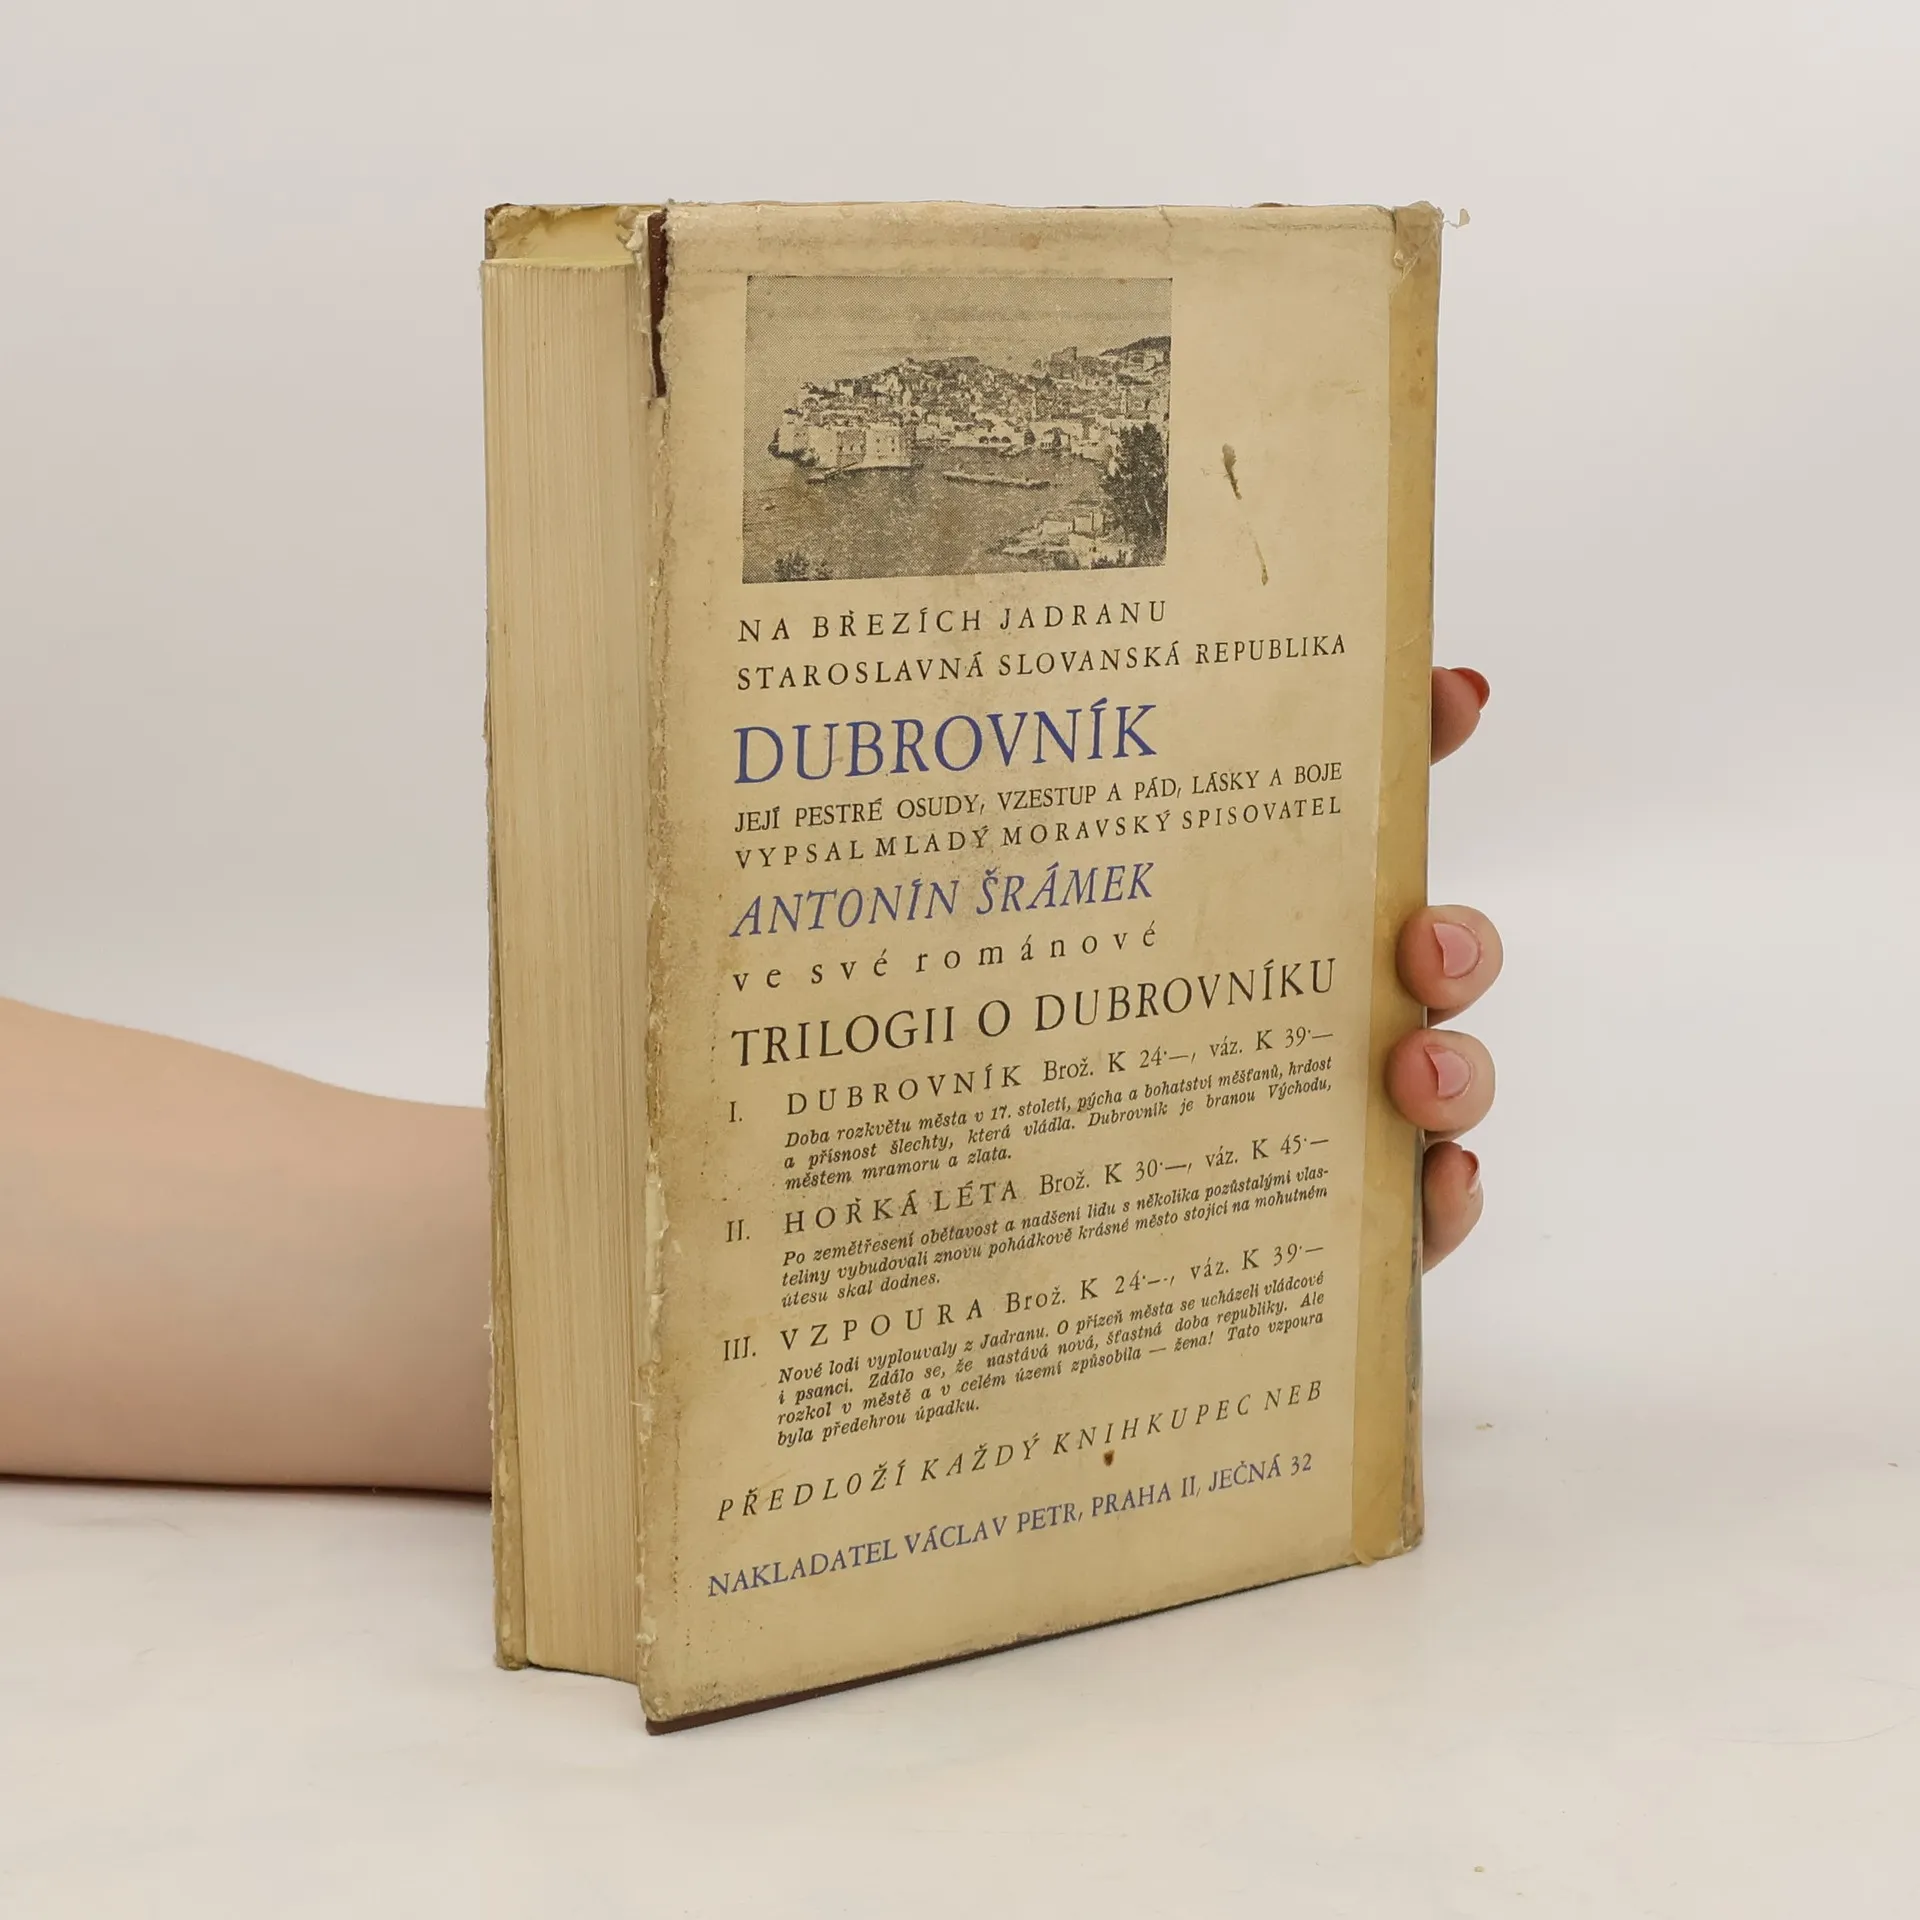 NA BŘEZÍCH JADRANU
STAROSLAVNÁ SLOVANSKÁ REPUBLIKA
DUBROVNÍK
JEJÍ PESTRÉ OSUDY, VZESTUP A PÁD, LÁSKY A BOJE
VYPSAL MLADÝ MORAVSKÝ SPISOVATEL
ANTONÍN ŠRÁMEK
ve své románové
TRILOGII O DUBROVNÍKU
I. DUBROVNÍK Brož. K 24·—, váz. K 39·—
Doba rozkvětu města v 17. století, pýcha a bohatství měšťanů, hrdost
a přísnost šlechty, která vládla. Dubrovník je branou Východu,
městem mramoru a zlata.
II. HOŘKÁ LÉTA Brož. K 30·—, váz. K 45·—
Po zemětřesení obětavost a nadšení lidu s několika pozůstalými vlas-
teliny vybudovali znovu pohádkově krásné město stojící na mohutném
útesu skal dodnes.
III. VZPOURA Brož. K 24·—, váz. K 39·—
Nové lodi vyplouvaly z Jadranu. O přízeň města se ucházeli vládcové
i psanci. Zdálo se, že nastává nová, šťastná doba republiky. Ale
rozkol v městě a v celém území způsobila — žena! Tato vzpoura
byla předehrou úpadku.
PŘEDLOŽÍ KAŽDÝ KNIHKUPEC NEB
NAKLADATEL VÁCLAV PETR, PRAHA II, JEČNÁ 32